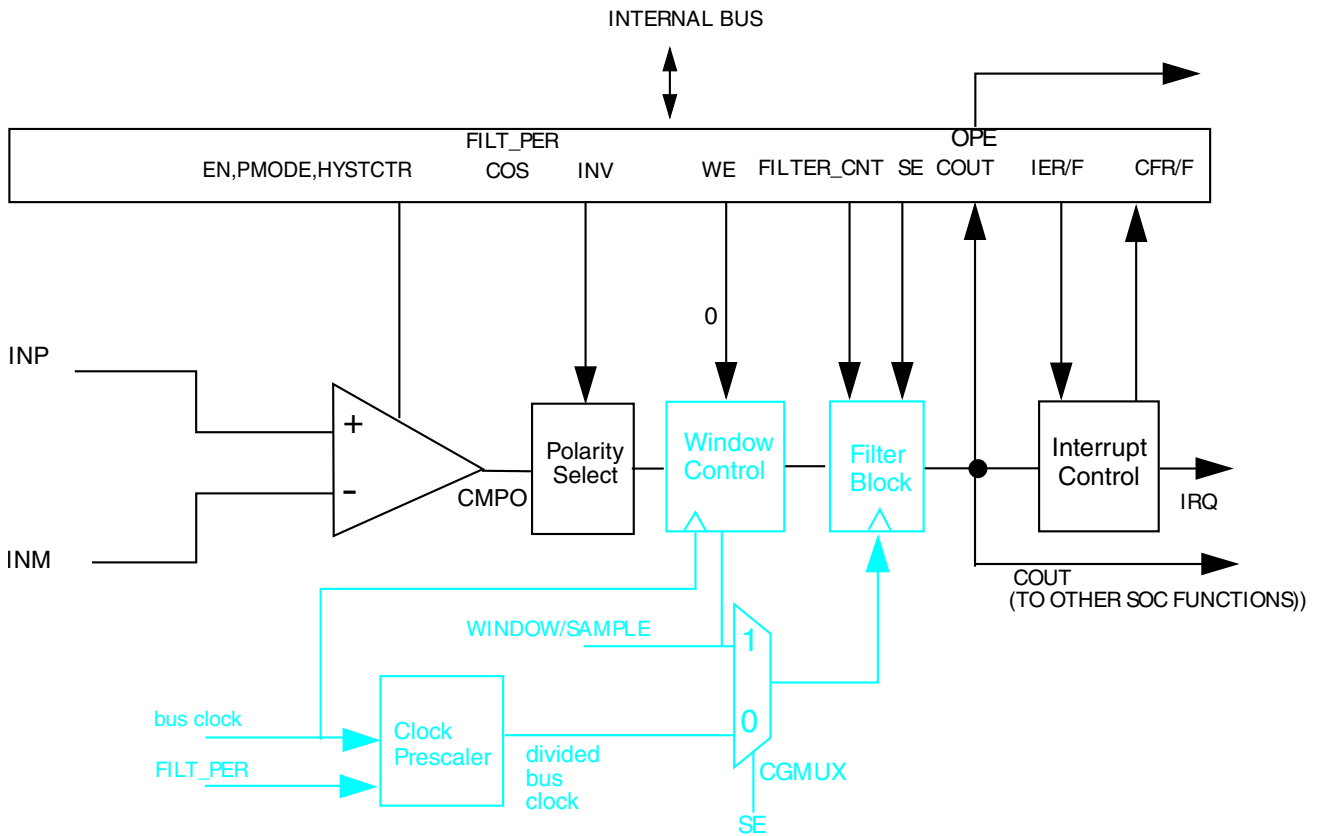 INTERNAL BUS
FILT_PER
OPE
EN,PMODE,HYSTCTR
COS
INV
WE
FILTER_CNT
SE
COUT
IER/F
CFR/F
0
INP
+
-
INM
CMPO
Polarity
Select
Window
Control
Filter
Block
Interrupt
Control
IRQ
COUT
(TO OTHER SOC FUNCTIONS))
WINDOW/SAMPLE
1
0
bus clock
FILT_PER
Clock
Prescaler
divided
bus
clock
CGMUX
SE